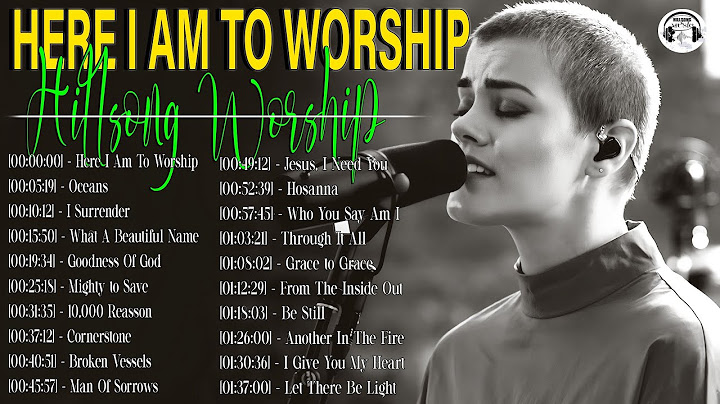 HERE I AM TO WORSHIP
Hillsong Worship
[00:00:00] - Here I Am To Worship
[00:05:19] - Oceans
[00:10:12] - I Surrender
[00:15:50] - What A Beautiful Name
[00:19:34] - Goodness Of God
[00:25:18] - Mighty to Save
[00:31:35] - 10,000 Reasson
[00:37:12] - Cornerstone
[00:40:51] - Broken Vessels
[00:45:57] - Man Of Sorrows
[00:49:12] - Jesus, I Need You
[00:52:39] - Hosanna
[00:57:45] - Who You Say Am I
[01:03:21] - Through It All
[01:08:02] - Grace to Grace
[01:12:29] - From The Inside Out
[01:18:03] - Be Still
[01:26:00] - Another In The Fire
[01:30:36] - I Give You My Heart
[01:37:00] - Let There Be Light
HILLSONG
MUSIC